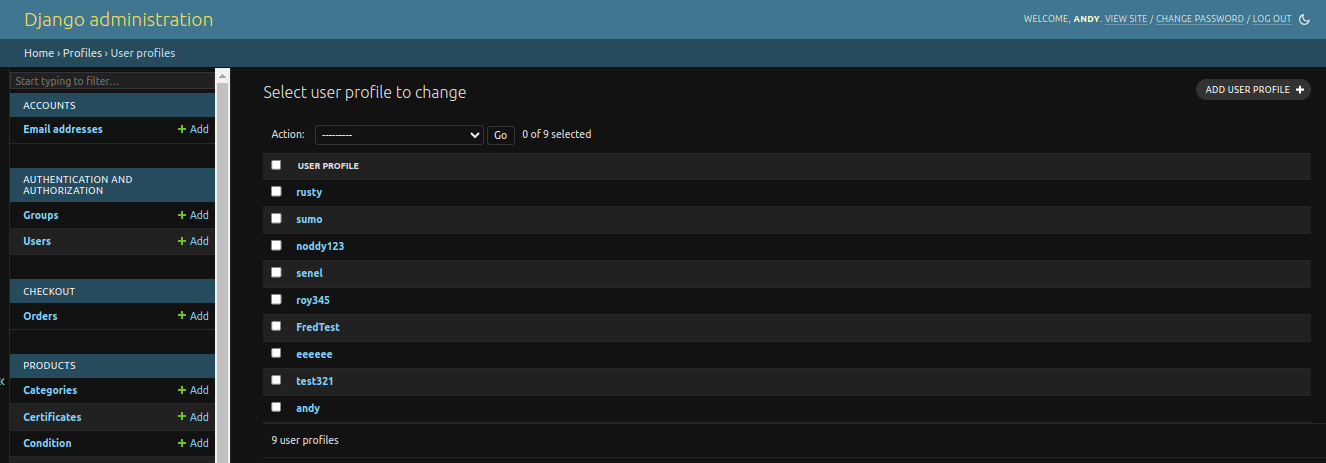 Django administration
WELCOME, ANDY. VIEW SITE / CHANGE PASSWORD / LOG OUT
Home › Profiles › User profiles
Start typing to filter...
ACCOUNTS
Email addresses + Add
AUTHENTICATION AND
AUTHORIZATION
Groups + Add
Users + Add
CHECKOUT
Orders + Add
PRODUCTS
Categories + Add
Certificates + Add
Condition + Add
«
Select user profile to change
ADD USER PROFILE +
Action: --------- Go 0 of 9 selected
USER PROFILE
rusty
sumo
noddy123
senel
roy345
FredTest
eeeeee
test321
andy
9 user profiles